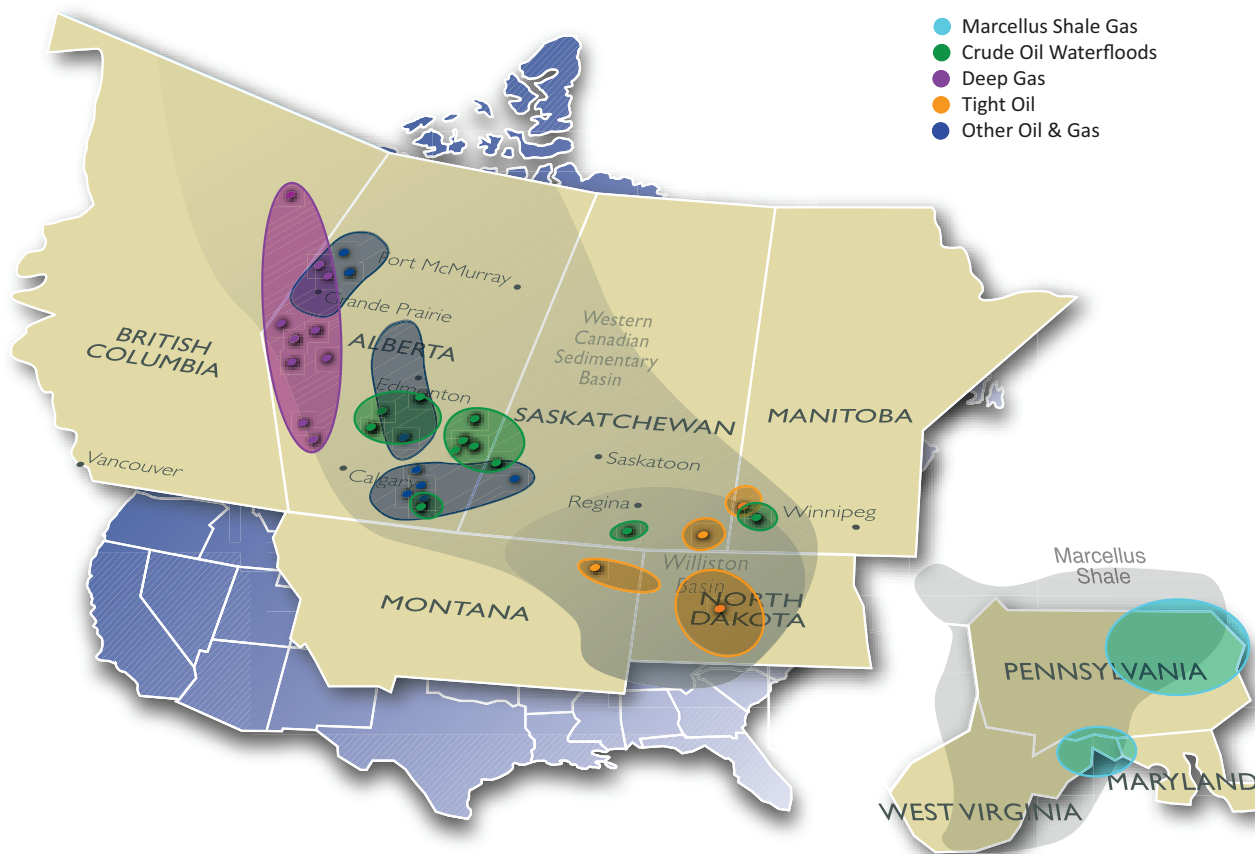 Marcellus Shale Gas
Crude Oil Waterfloods
Deep Gas
Tight Oil
Other Oil & Gas
Fort McMurray
Grande Prairie
BRITISH
COLUMBIA
ALBERTA
Western
Canadian
Sedimentary
Basin
Edmonton
SASKATCHEWAN
MANITOBA
Vancouver
Calgary
Saskatoon
Regina
Winnipeg
Williston
Basin
MONTANA
NORTH
DAKOTA
Marcellus
Shale
PENNSYLVANIA
MARYLAND
WEST VIRGINIA